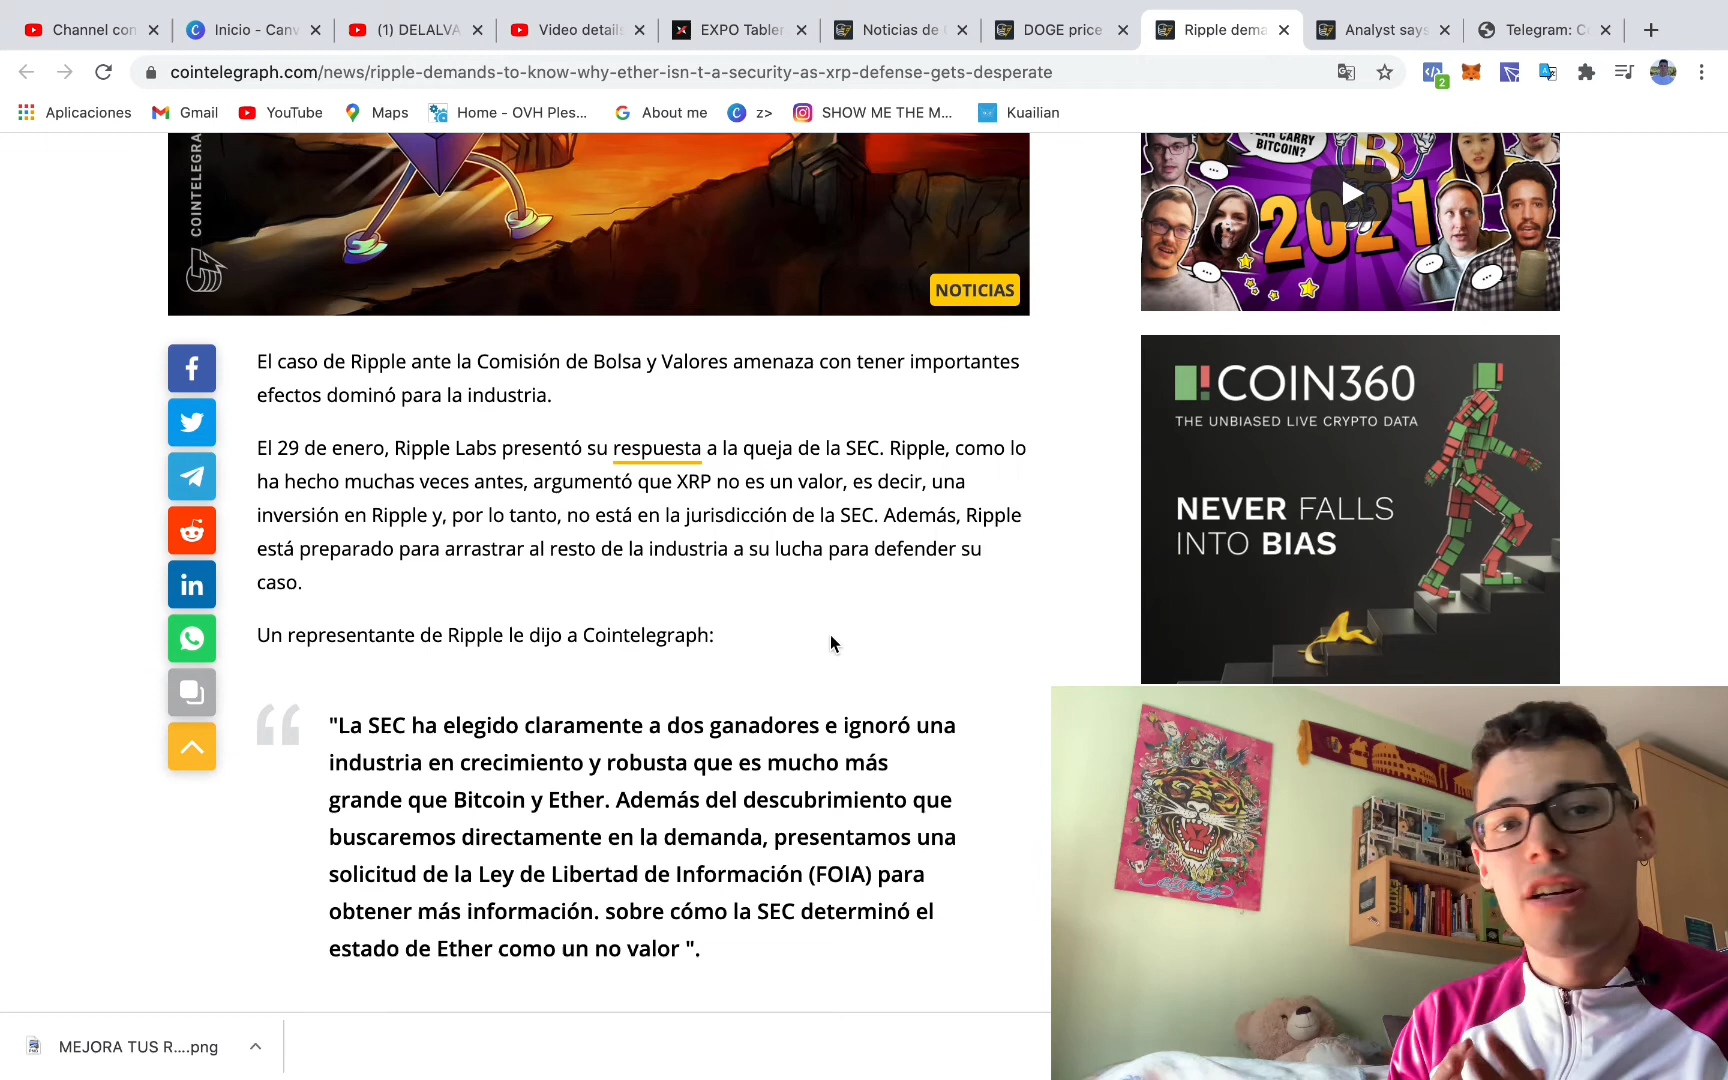 Channel con
Inicio - Canv
(1) DELALVA
Video details
EXPO Tabler
Noticias de
DOGE price
Ripple dema
Analyst says
Telegram: Co
cointelegraph.com/news/ripple-demands-to-know-why-ether-isn-t-a-security-as-xrp-defense-gets-desperate
2
Aplicaciones
Gmail
YouTube
Maps
Home - OVH Ples...
About me
z>
SHOW ME THE M...
Kuailian
COINTELEGRA
NOTICIAS
CARRY
BITCOIN?
2021
El caso de Ripple ante la Comisión de Bolsa y Valores amenaza con tener importantes
efectos dominó para la industria.
El 29 de enero, Ripple Labs presentó su respuesta a la queja de la SEC. Ripple, como lo
ha hecho muchas veces antes, argumentó que XRP no es un valor, es decir, una
inversión en Ripple y, por lo tanto, no está en la jurisdicción de la SEC. Además, Ripple
está preparado para arrastrar al resto de la industria a su lucha para defender su
caso.
Un representante de Ripple le dijo a Cointelegraph:
"La SEC ha elegido claramente a dos ganadores e ignoró una
industria en crecimiento y robusta que es mucho más
grande que Bitcoin y Ether. Además del descubrimiento que
buscaremos directamente en la demanda, presentamos una
solicitud de la Ley de Libertad de Información (FOIA) para
obtener más información. sobre cómo la SEC determinó el
estado de Ether como un no valor ".
COIN360
THE UNBIASED LIVE CRYPTO DATA
NEVER FALLS
INTO BIAS
MEJORA TUS R....png